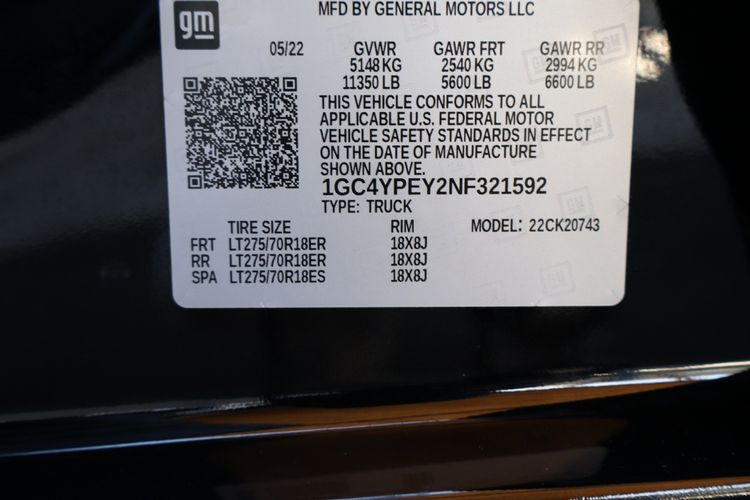 gm
MFD BY GENERAL MOTORS LLC
05/22 GVWR GAWR FRT GAWR RR
5148 KG 2540 KG 2994 KG
11350 LB 5600 LB 6600 LB
THIS VEHICLE CONFORMS TO ALL
APPLICABLE U.S. FEDERAL MOTOR
VEHICLE SAFETY STANDARDS IN EFFECT
ON THE DATE OF MANUFACTURE
SHOWN ABOVE.
1GC4YPEY2NF321592
TYPE: TRUCK
TIRE SIZE RIM MODEL: 22CK20743
FRT LT275/70R18ER 18X8J
RR LT275/70R18ER 18X8J
SPA LT275/70R18ES 18X8J